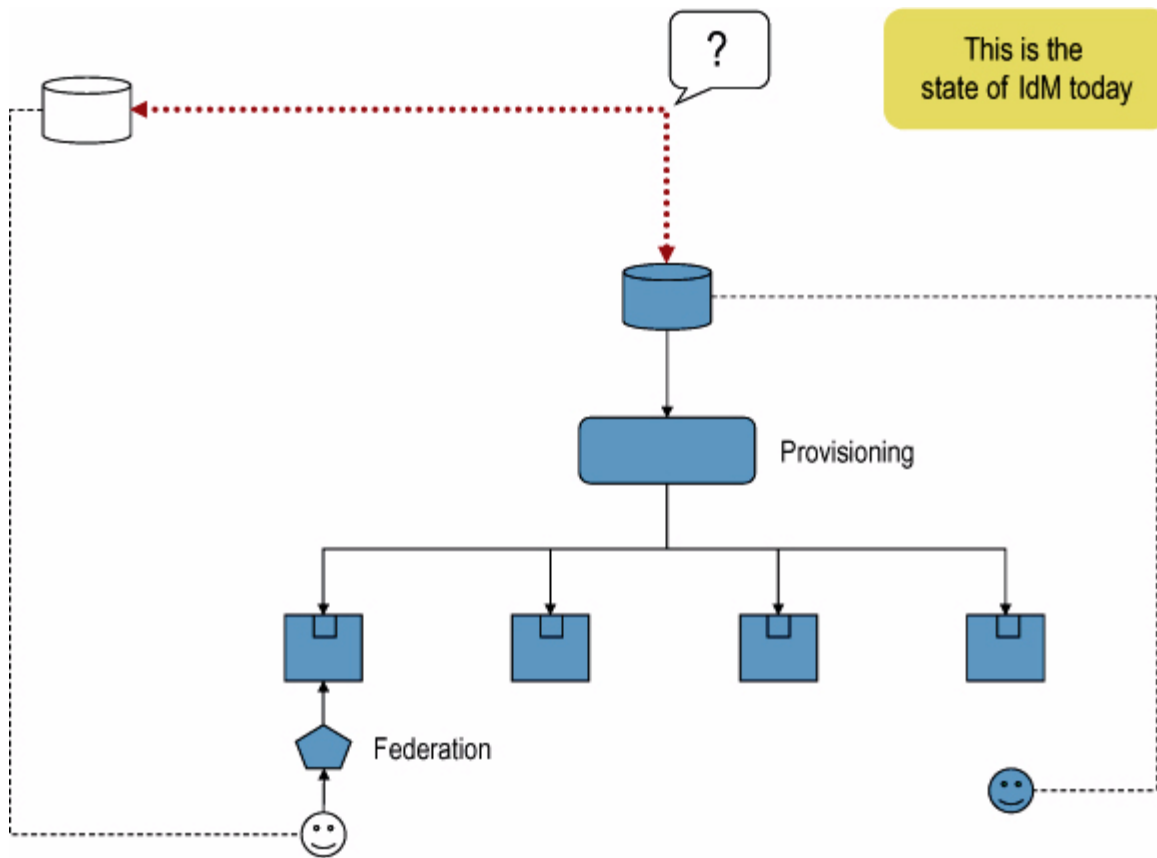 ?
This is the
state of IdM today
Provisioning
Federation